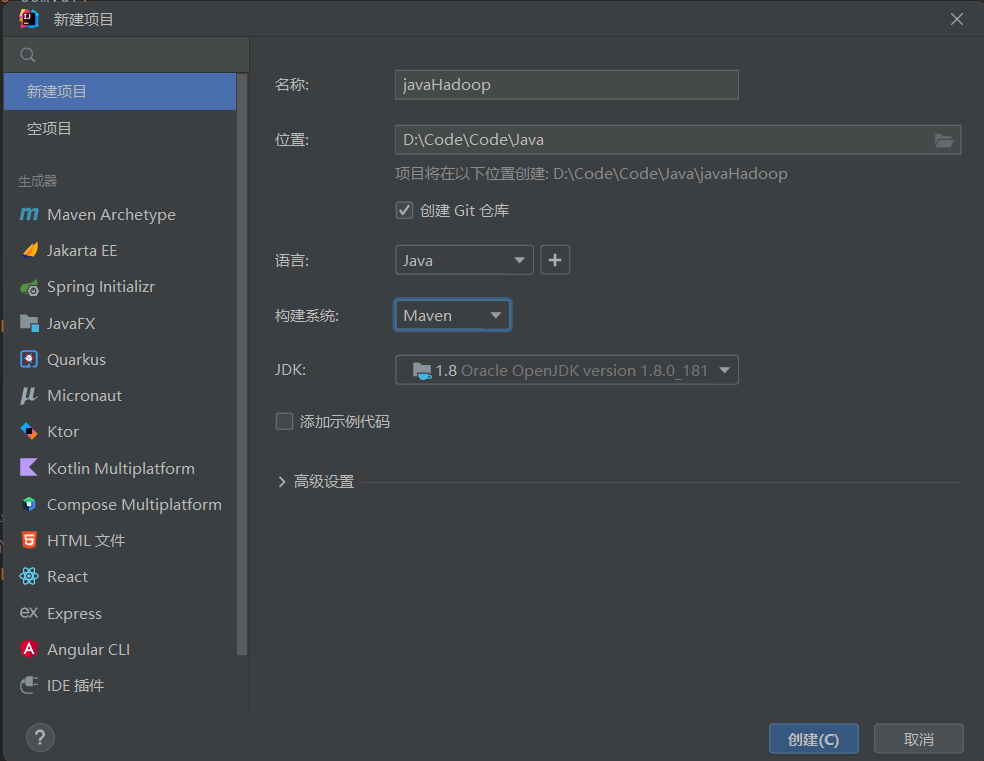 新建项目
新建项目
空项目
生成器
Maven Archetype
Jakarta EE
Spring Initializr
JavaFX
Quarkus
Micronaut
Ktor
Kotlin Multiplatform
Compose Multiplatform
HTML 文件
React
Express
Angular CLI
IDE 插件
名称: javaHadoop
位置: D:\Code\Code\Java
项目将在以下位置创建: D:\Code\Code\Java\javaHadoop
创建 Git 仓库
语言: Java
构建系统: Maven
JDK: 1.8 Oracle OpenJDK version 1.8.0_181
添加示例代码
高级设置
? 创建(C) 取消